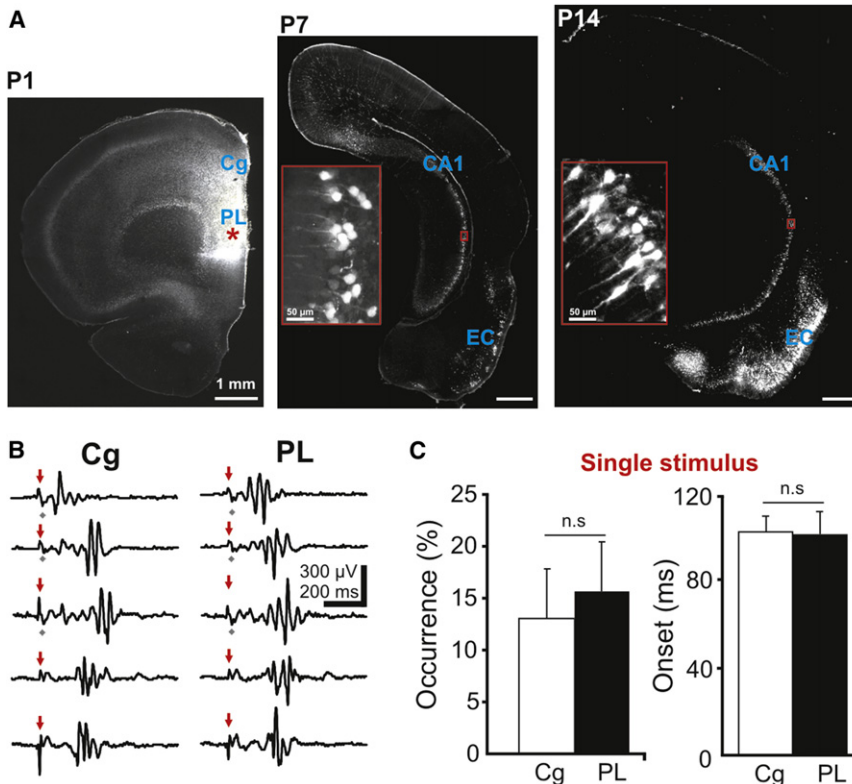 A
P1
Cg
PL
*
1 mm
P7
CA1
50 µm
EC
P14
CA1
50 µm
EC
B
Cg
PL
300 µV
200 ms
C
Single stimulus
Occurrence (%)
25
20
15
10
5
0
n.s
Cg
PL
Onset (ms)
120
80
40
0
n.s
Cg
PL